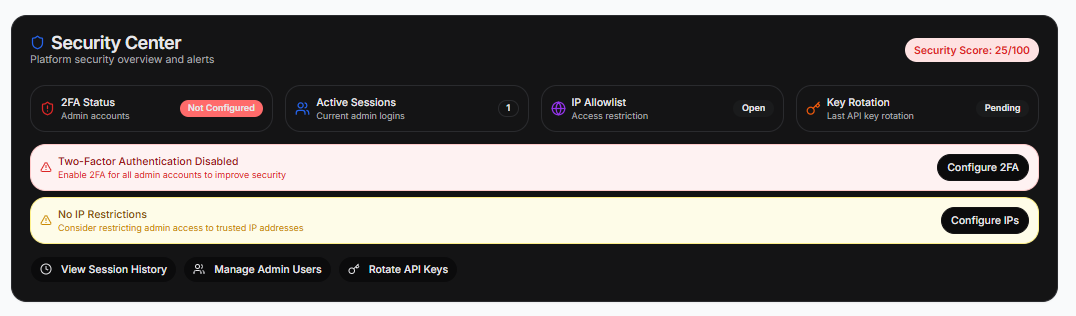 Security Center
Platform security overview and alerts
Security Score: 25/100
2FA Status
Admin accounts
Not Configured
Active Sessions
Current admin logins
1
IP Allowlist
Access restriction
Open
Key Rotation
Last API key rotation
Pending
Two-Factor Authentication Disabled
Enable 2FA for all admin accounts to improve security
Configure 2FA
No IP Restrictions
Consider restricting admin access to trusted IP addresses
Configure IPs
View Session History
Manage Admin Users
Rotate API Keys